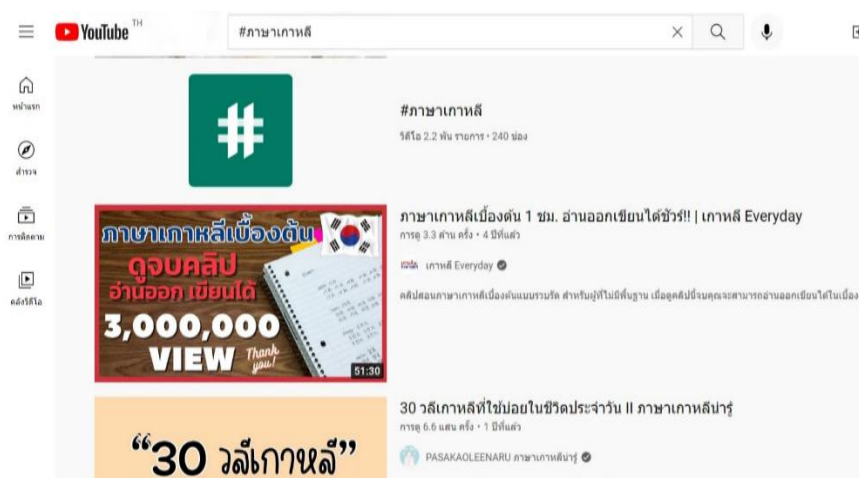 YouTube TH
#ภาษาเกาหลี
หน้าแรก
สำรวจ
การติดตาม
คลังวิดีโอ
#
#ภาษาเกาหลี
วิดีโอ 2.2 พัน รายการ • 240 ช่อง
ภาษาเกาหลีเบื้องต้น
ดูจบคลิป
อ่านออก เขียนได้
3,000,000
VIEW
Thank you!
51:30
ภาษาเกาหลีเบื้องต้น 1 ชม. อ่านออกเขียนได้ชัวร์!! | เกาหลี Everyday
การดู 3.3 ล้าน ครั้ง • 4 ปีที่แล้ว
เกาหลี Everyday
คลิปสอนภาษาเกาหลีเบื้องต้นแบบรวบรัด สำหรับผู้ที่ไม่มีพื้นฐาน เมื่อดูคลิปนี้จบคุณจะสามารถอ่านออกเขียนได้ในเบื้อง
“30 วลีเกาหลี”
30 วลีเกาหลีที่ใช้บ่อยในชีวิตประจำวัน II ภาษาเกาหลีน่ารู้
การดู 6.6 แสน ครั้ง • 1 ปีที่แล้ว
PASAKAOLEENARU ภาษาเกาหลีน่ารู้